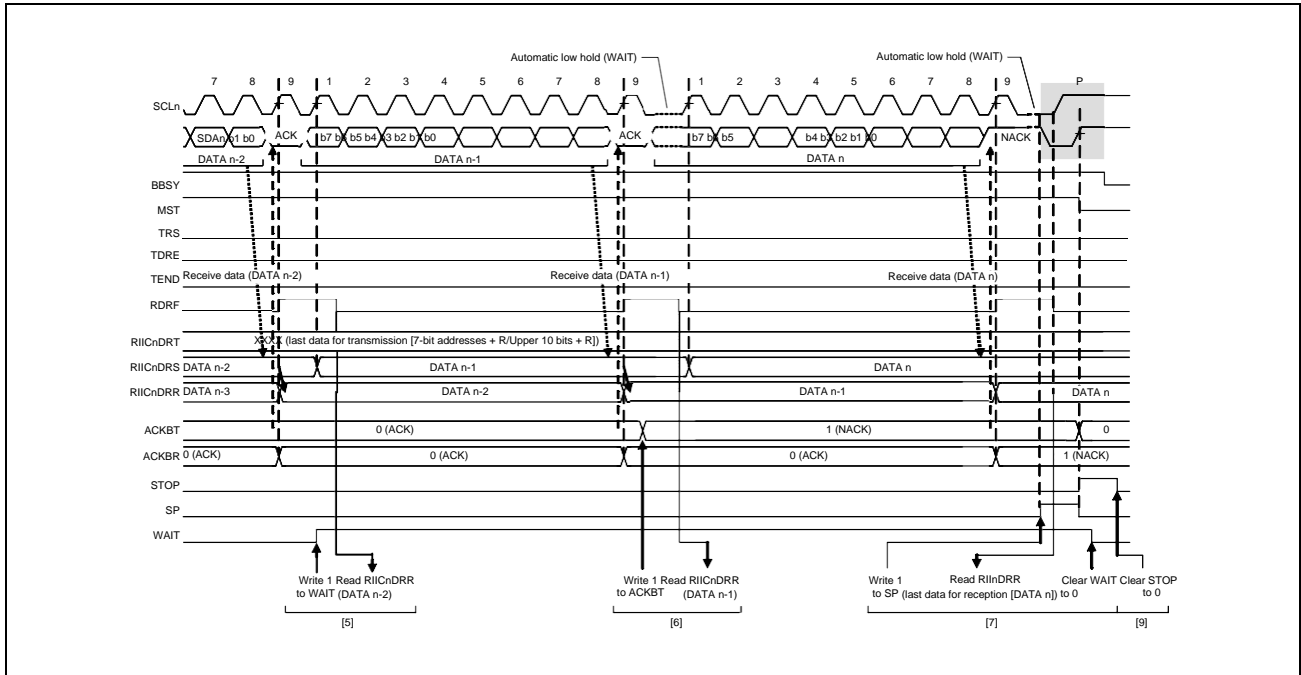 Automatic low hold (WAIT)
Automatic low hold (WAIT)
7 8 9 1 2 3 4 5 6 7 8 9 1 2 3 4 5 6 7 8 9 P
SCLn
SDAn b1 b0 ACK b7 b6 b5 b4 b3 b2 b1 b0 ACK b7 b6 b5 b4 b3 b2 b1 b0 NACK
DATA n-2 DATA n-1 DATA n
BBSY
MST
TRS
TDRE
TEND
Receive data (DATA n-2) Receive data (DATA n-1) Receive data (DATA n)
RDRF
RIICnDRT XXXX (last data for transmission [7-bit addresses + R/Upper 10 bits + R])
RIICnDRS DATA n-2 DATA n-1 DATA n
RIICnDRR DATA n-3 DATA n-2 DATA n-1 DATA n
ACKBT 0 (ACK) 1 (NACK) 0
ACKBR 0 (ACK) 0 (ACK) 0 (ACK) 1 (NACK)
STOP
SP
WAIT
Write 1 Read RIICnDRR Write 1 Read RIICnDRR Write 1 Read RIInDRR Clear WAIT Clear STOP
to WAIT (DATA n-2) to ACKBT (DATA n-1) to SP (last data for reception [DATA n]) to 0 to 0
[5] [6] [7] [9]